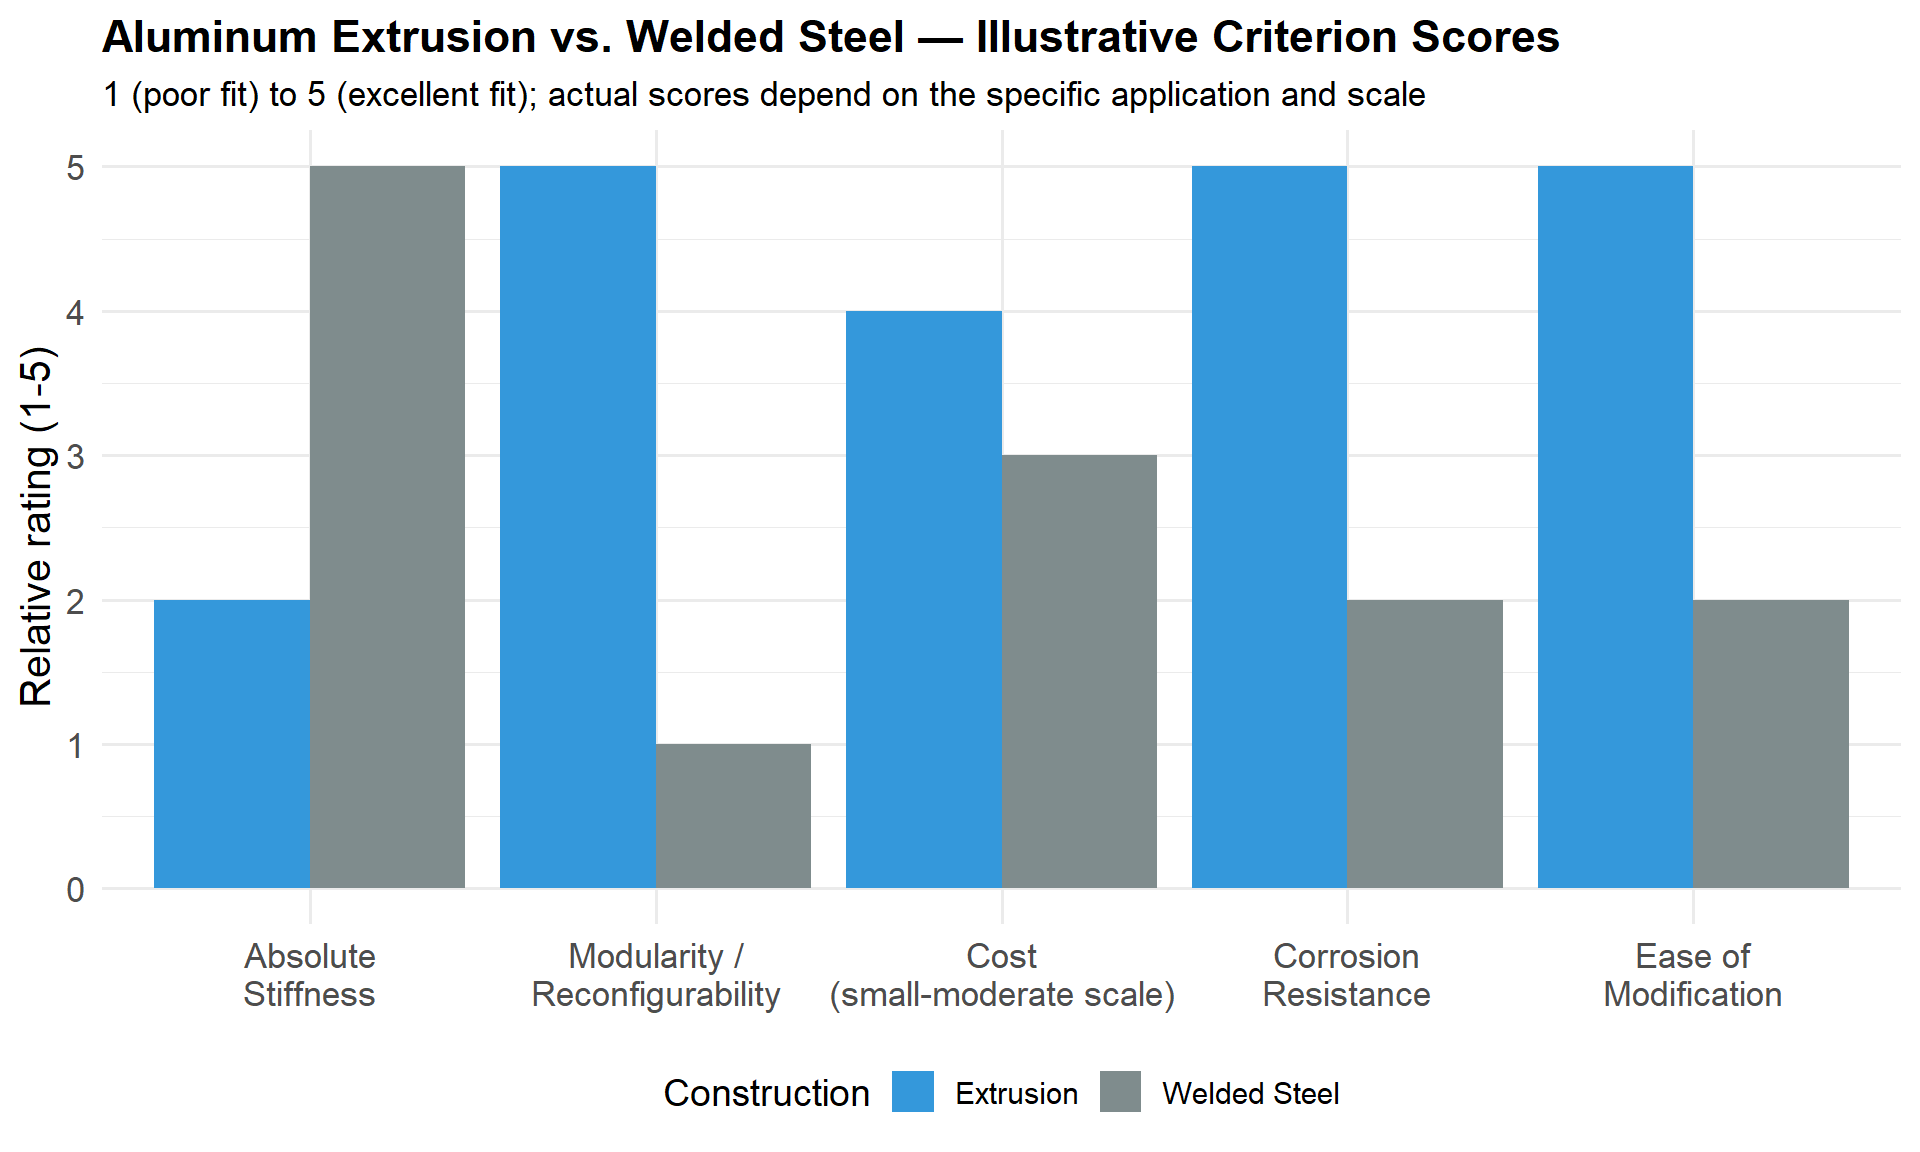 Aluminum Extrusion vs. Welded Steel — Illustrative Criterion Scores
1 (poor fit) to 5 (excellent fit); actual scores depend on the specific application and scale
Relative rating (1-5)
5
4
3
2
1
0
Absolute
Stiffness
Modularity /
Reconfigurability
Cost
(small-moderate scale)
Corrosion
Resistance
Ease of
Modification
Construction
Extrusion
Welded Steel